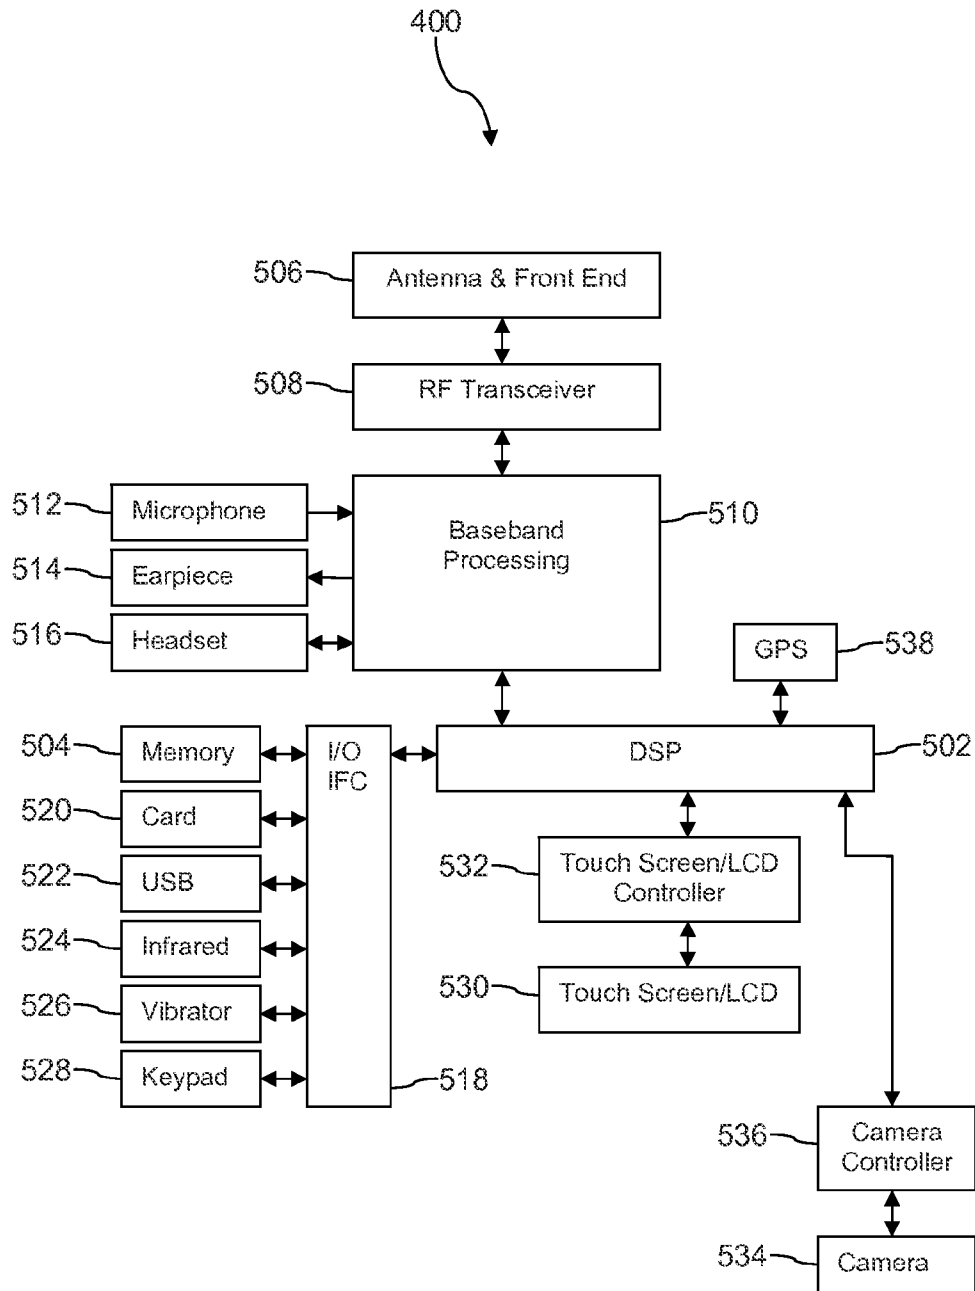 400
506
Antenna & Front End
508
RF Transceiver
512
Microphone
Baseband
Processing
510
514
Earpiece
516
Headset
GPS
538
504
Memory
I/O
IFC
DSP
502
520
Card
522
USB
532
Touch Screen/LCD
Controller
524
Infrared
526
Vibrator
530
Touch Screen/LCD
528
Keypad
518
536
Camera
Controller
534
Camera